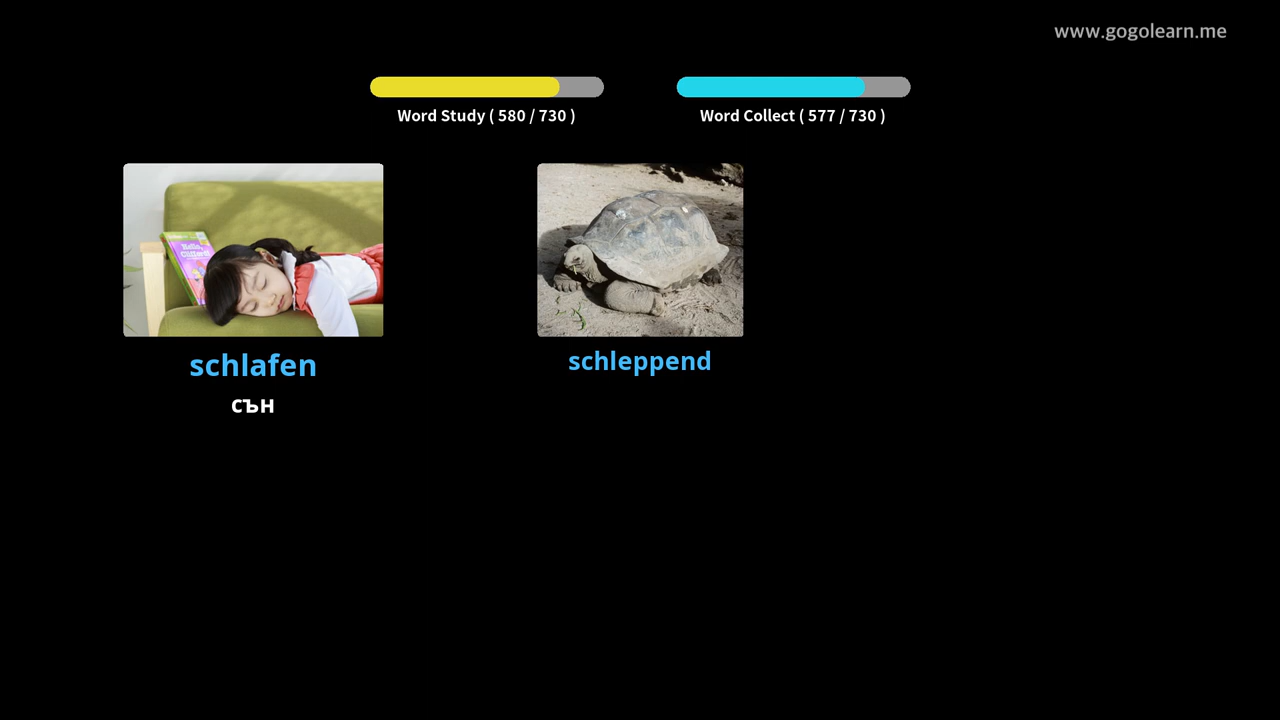 www.gogolearn.me
Word Study ( 580 / 730 )
Word Collect ( 577 / 730 )
schlafen
сън
schleppend